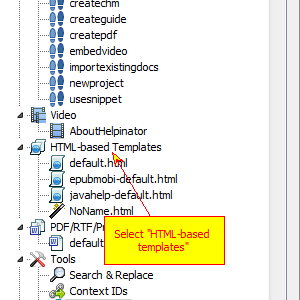 createchm
createguide
createpdf
embedvideo
importexistingdocs
newproject
usesnippet
Video
AboutHelpinator
HTML-based Templates
default.html
epubmobi-default.html
javahelp-default.html
NoName.html
PDF/RTF/
default
Select "HTML-based
templates"
Tools
Search & Replace
Context IDs